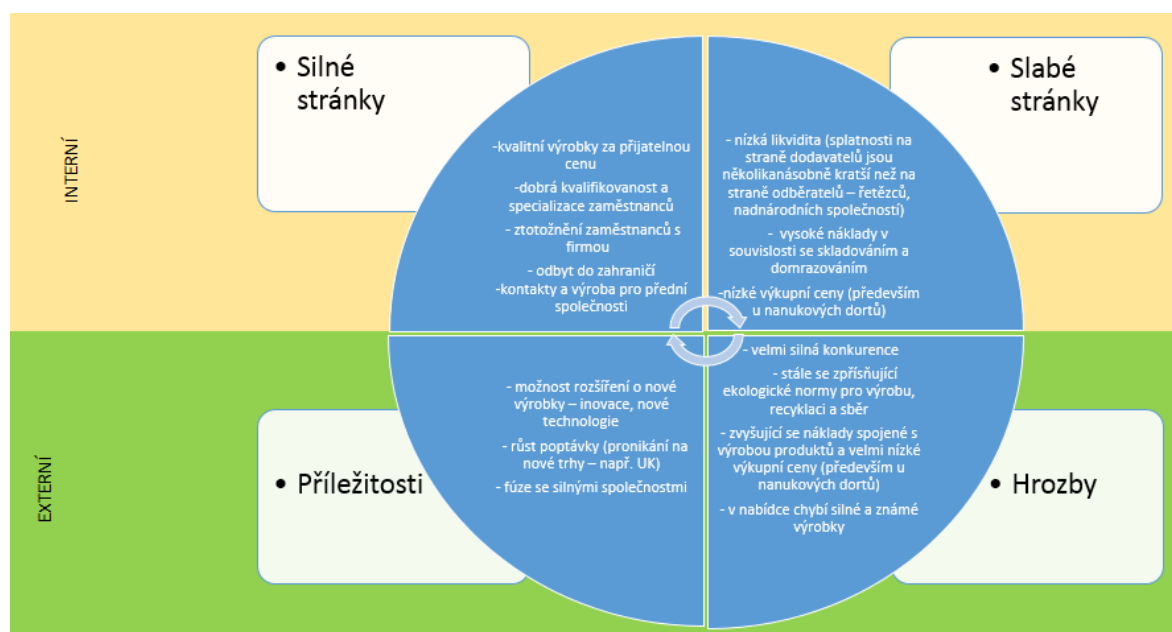 INTERNÍ
• Silné
stránky
-kvalitní výrobky za přijatelnou
cenu
-dobrá kvalifikovanost a
specializace zaměstnanců
- ztotožnění zaměstnanců s
firmou
- odbyt do zahraničí
-kontakty a výroba pro přední
společnosti
• Slabé
stránky
- nízká likvidita (splatnosti na
straně dodavatelů jsou
několikanásobně kratší než na
straně odběratelů – řetězců,
nadnárodních společností)
- vysoké náklady v
souvislosti se skladováním a
domrazováním
-nízké výkupní ceny (především
u nanukových dortů)
EXTERNÍ
• Příležitosti
- možnost rozšíření o nové
výrobky – inovace, nové
technologie
- růst poptávky (pronikání na
nové trhy – např. UK)
- fúze se silnými společnostmi
• Hrozby
- velmi silná konkurence
- stále se zpřísňující
ekologické normy pro výrobu,
recyklaci a sběr
- zvyšující se náklady spojené s
výrobou produktů a velmi nízké
výkupní ceny (především u
nanukových dortů)
- v nabídce chybí silné a známé
výrobky